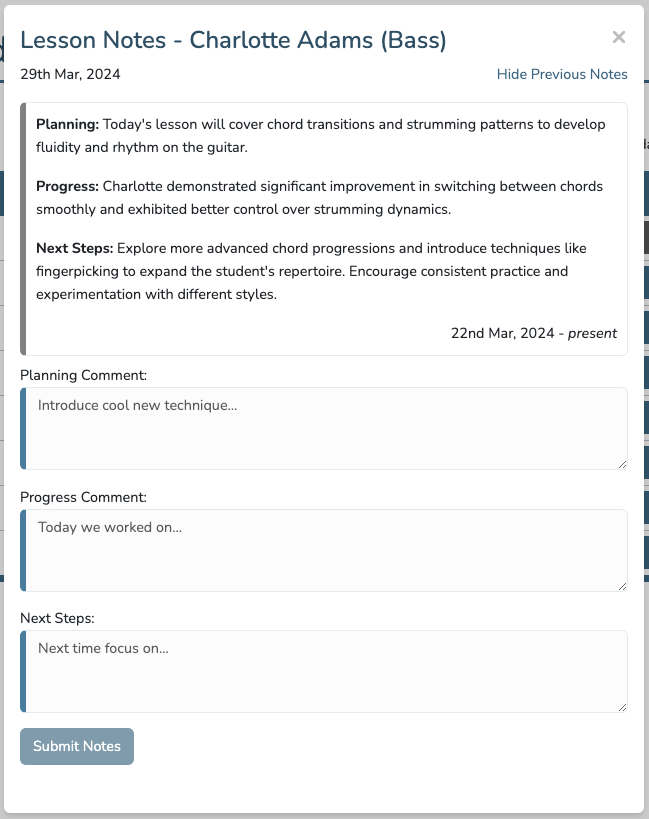 Lesson Notes - Charlotte Adams (Bass)
×
29th Mar, 2024
Hide Previous Notes
Planning: Today's lesson will cover chord transitions and strumming patterns to develop
fluidity and rhythm on the guitar.
Progress: Charlotte demonstrated significant improvement in switching between chords
smoothly and exhibited better control over strumming dynamics.
Next Steps: Explore more advanced chord progressions and introduce techniques like
fingerpicking to expand the student's repertoire. Encourage consistent practice and
experimentation with different styles.
22nd Mar, 2024 - present
Planning Comment:
Introduce cool new technique...
Progress Comment:
Today we worked on...
Next Steps:
Next time focus on...
Submit Notes